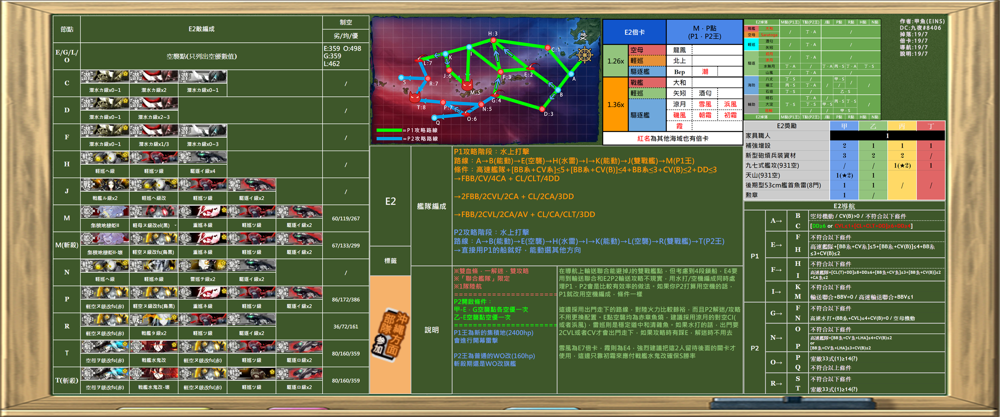 節點
E2敵編成
制空
劣/均/優
E/G/L/
O
空襲點(只列出空優數值)
E:359 O:498
G:359
L:462
C
潛水カ級x0~1
潛水カ級x2
潛水カ級x0~1
/
D
潛水カ級x0~1
潛水カ級x2~3
/
F
潛水カ級x0~1
潛水カ級x1/3
潛水カ級x0~3
/
H
軽巡ヘ級
軽巡ツ級
駆逐イ級x4
/
J
戦艦ル級x2
軽巡ヘ級改
軽巡ツ級
駆逐イ級x2
/
M
集積地棲姫II
軽母ヌ級改el(黒)
重巡ネ級
軽巡ツ級
駆逐イ級x2
60/119/267
M(斬殺)
集積地棲姫II-壊
軽空ヌ級改fs(鳥黒)
重巡ネ級
軽巡ツ級
駆逐イ級x2
67/133/299
N
軽巡ヘ級
軽巡ホ級
雷巡チ級x2
駆逐イ級x2
/
P
軽空ヌ級改fs(赤)
軽空ヌ級改fs(鳥黒)
重巡ネ級
軽巡ツ級
駆逐イ級x2
86/172/386
R
軽空ヌ級改fs(赤)
戦艦タ級x2
軽巡ツ級
駆逐イ級x2
36/72/161
T
空母ヲ級改fs(赤)
戦艦水鬼改
軽空ヌ級改fs(赤)
軽巡ツ級
駆逐ロ級x2
80/160/359
T(斬殺)
空母ヲ級改fs(赤)
戦艦水鬼改-壊
軽空ヌ級改fs(赤)
軽巡ツ級
駆逐ロ級x2
80/160/359
H:3
C:1
AB
I
K
L:7
J:6
E:2
F:3
A
S
R:7
M:5
B
G:4
T:8
P:7
N:5
D:3
Q
O:6
=P1攻略路線
=P2攻略路線
E2倍卡
M・P點
(P1・P2王)
1.26x
空母
龍鳳
輕巡
北上
驅逐艦
Bep
潮
1.36x
戰艦
大和
輕巡
矢矧
酒匂
驅逐艦
涼月
雪風
浜風
磯風
朝霜
初霜
霞
紅名為其他海域也有倍卡
E2掉落
M點(P1王)
T點(P2王)
J點
P點
R點
H點
N點
戰艦
大和
空母
Saratoga
/
丁・A
/
輕巡
酒匂
矢矧
/
丁・A
/
驅逐
初月
涼月
/
丁・A
/
水無月
丁・A
/
丁・A
丙・S
丁・A
丁・S
山風
/
丁・A
/
海防
八丈
丁・S
/
甲・S
福江
丙・S
丁・A
/
/
/
/
石垣
丁・S
/
乙・S
輔助
明石
丁・A
/
大淀
丁・S
丁・S
甲・S
丙・S
丁・S
/
迅鯨
/
/
甲・S
E2掉落
M點(P1王)
T點(P2王)
J點
P點
R點
H點
N點
作者:甲魚(EINS)
DC:九夜#8406
掉落:19/7
倍卡:19/7
導航:19/7
說明:19/7
E2獎勵
甲
乙
丙
丁
家具職人
1
補強增設
2
1
1
1
新型砲熕兵装資材
3
2
2
/
九七式艦攻(931空)
/
/
1(★2)
1
天山(931空)
1(★2)
1
後期型53cm艦首魚雷(8門)
1
1
/
/
勲章
1
/
E2
標籤
沖縄方面
部隊
参加
艦隊編成
P1攻略階段：水上打擊
路線：A→B(能動)→E(空襲)→H(水雷)→I→K(能動)→J(雙戰艦)→M(P1王)
條件：高速艦隊+[BB系+CV系]≤5+[BB系+CV(B)]≤4+BB系≤3+CV(B)≤2+DD≤3
→FBB/CV/4CA + CL/CLT/4DD
→2FBB/2CVL/2CA + CL/2CA/3DD
→FBB/2CVL/2CA/AV + CL/CA/CLT/3DD
P2攻略階段：水上打擊
路線：A→B(能動)→E(空襲)→H(水雷)→I→K(能動)→L(空襲)→R(雙戰艦)→T(P2王)
→直接用P1的船就好，能動選其他方向
說明
※雙血條，一解迷，雙攻略
※「聯合艦隊」限定
※1隊陸航
=======================
P2開啟條件：
甲-E，G空襲點各空優一次
乙-E空襲點空優一次
=======================
P1王為新的集積地(2400hp)
會進行開幕雷擊
P2王為普通的WO改(160hp)
斬殺期還是WO改旗艦
在導航上輸送聯合能避掉J的雙戰艦點，但考慮到4段鎖船，E4要
用到輸送聯合和E2P2輸送攻略不現實，用水打/空機編成同時處
理P1，P2會是比較有效率的做法。如果你P2打算用空機的話，
P1就改用空機編成，條件一樣
這邊採用出門走下的路線，對陸火力比較餘裕，而且P2解迷/攻略
不用更換配置。E點空襲均為赤章魚燒，建議採用涼月的對空CI(
或者浜風)，雷巡則是穩定道中和清雜魚。如果水打的話，出門要
2CVL或者CV才會出門走下，如果攻略時有踩E，解迷時不用去
雪風為E7倍卡，霞則為E4，強烈建議把這2人留待後面的關卡才
使用，這邊只靠初霜來應付戰艦水鬼改確保S勝率
E2導航
P1
A→
B
空母機動 / CV(B)>0 / 不符合以下條件
C
[DD≥6 or CVL≤1+[CL+CLT+DD]≥6+DD≥4]
E→
F
不符合以下條件
H
高速艦隊+[BB系+CV系]≤5+[BB系+CV(B)]≤4+BB系
≤3+CV(B)≤2
F→
H
不符合以下條件
I
高速艦隊+[CL(T)+DD]≥8+DD≥6+[BB系+CV系]≤3+[BB系+CV(B)]≤2
+CA系≤2
I→
K
不符合以下條件
M
輸送聯合+BBV=0 / 高速輸送聯合+BBV≤1
P2
G→
F
不符合以下條件
N
高速水打+(BB系+CVL)≤4+CV(B)=0 / 空母機動
N→
O
不符合以下條件
P
高速艦隊+[BB系+CV系+LHA]≤4+CV(B)≤2
or
[BB系+CV系+LHA]≤3+CV(B)≤2
O→
P
索敵33式(1)≥14(?)
Q
不符合以上條件
R→
S
不符合以下條件
T
索敵33式(1)≥14(?)